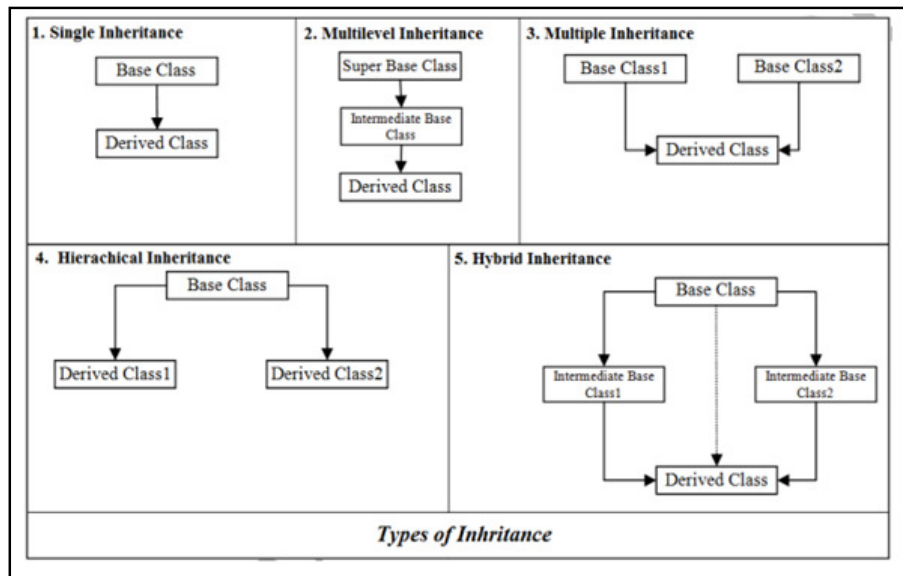 1. Single Inheritance
Base Class
Derived Class
2. Multilevel Inheritance
Super Base Class
Intermediate Base
Class
Derived Class
3. Multiple Inheritance
Base Class1
Base Class2
Derived Class
4. Hierachical Inheritance
Base Class
Derived Class1
Derived Class2
5. Hybrid Inheritance
Base Class
Intermediate Base
Class1
Intermediate Base
Class2
Derived Class
Types of Inhritance